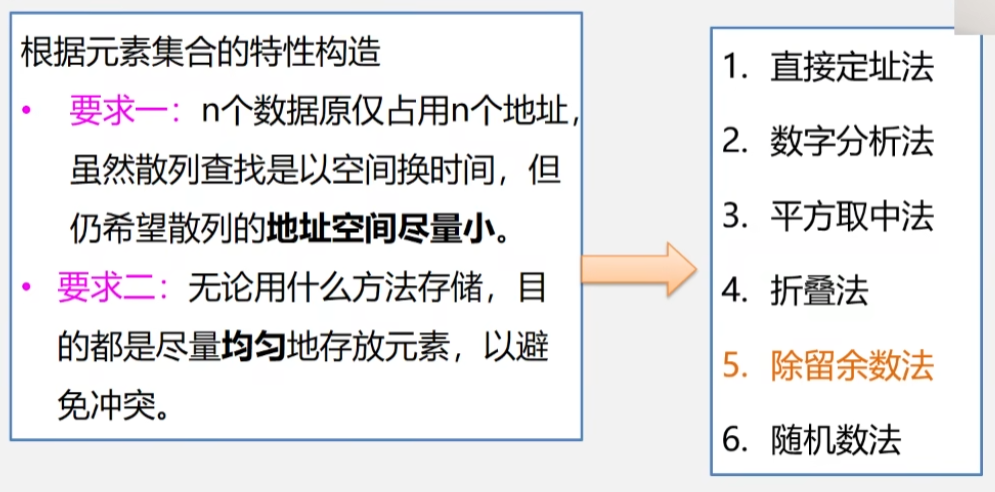 根据元素集合的特性构造
• 要求一：n个数据原仅占用n个地址，
虽然散列查找是以空间换时间，但
仍希望散列的地址空间尽量小。
• 要求二：无论用什么方法存储，目
的都是尽量均匀地存放元素，以避
免冲突。
1. 直接定址法
2. 数字分析法
3. 平方取中法
4. 折叠法
5. 除留余数法
6. 随机数法